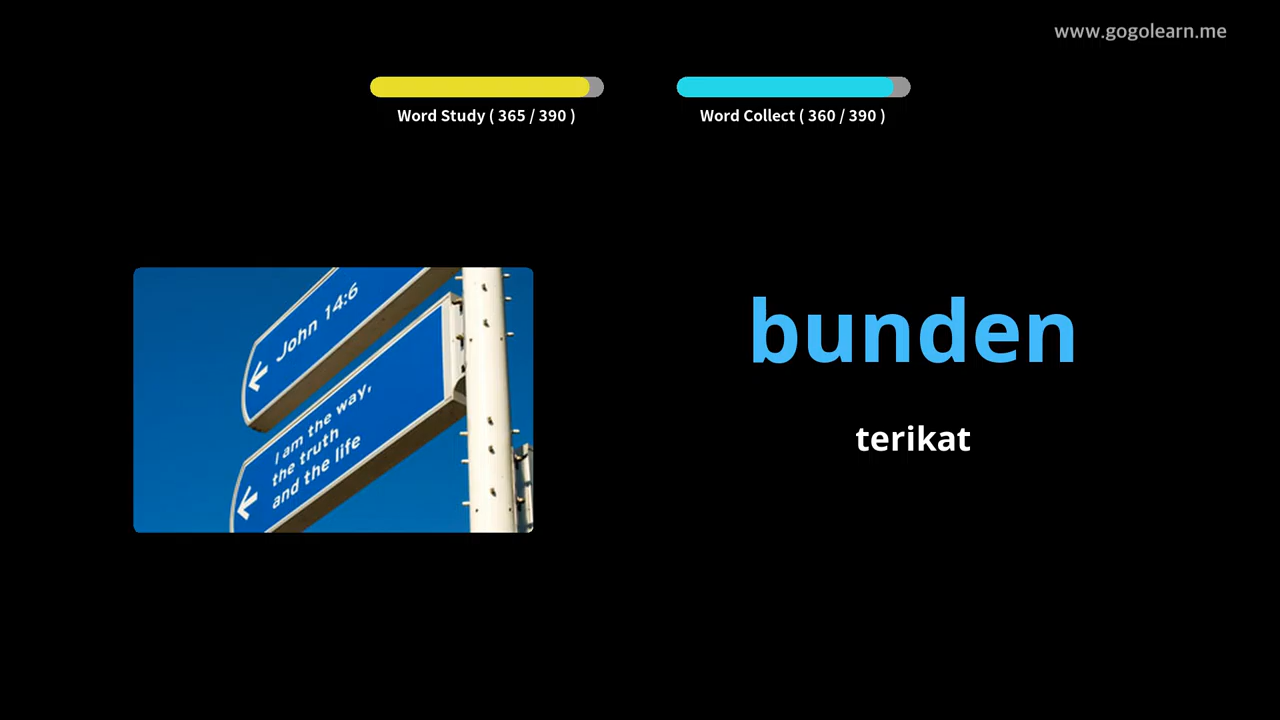 www.gogolearn.me
Word Study ( 365 / 390 )
Word Collect ( 360 / 390 )
John 14:6
I am the way,
the truth
and the life
bunden
terikat